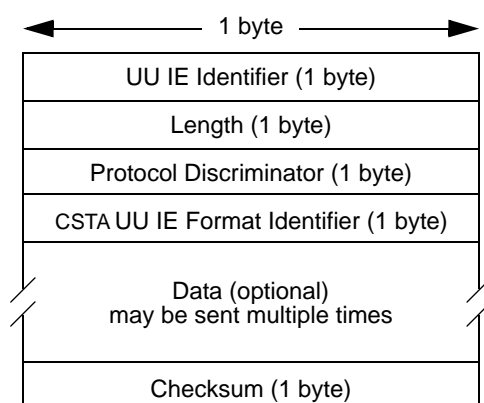 1 byte
UU IE Identifier (1 byte)
Length (1 byte)
Protocol Discriminator (1 byte)
CSTA UU IE Format Identifier (1 byte)
Data (optional)
may be sent multiple times
Checksum (1 byte)